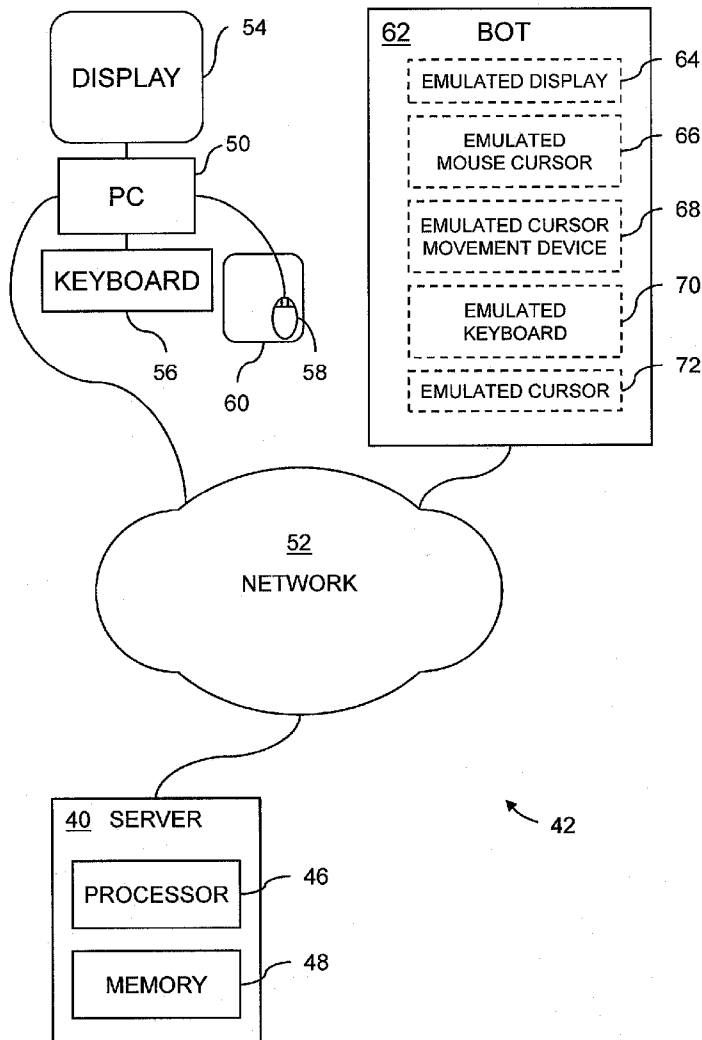 54
DISPLAY
50
PC
KEYBOARD
56
60
58
62 BOT
EMULATED DISPLAY
64
EMULATED
MOUSE CURSOR
66
EMULATED CURSOR
MOVEMENT DEVICE
68
EMULATED
KEYBOARD
70
EMULATED CURSOR
72
52
NETWORK
40 SERVER
PROCESSOR
46
MEMORY
48
42